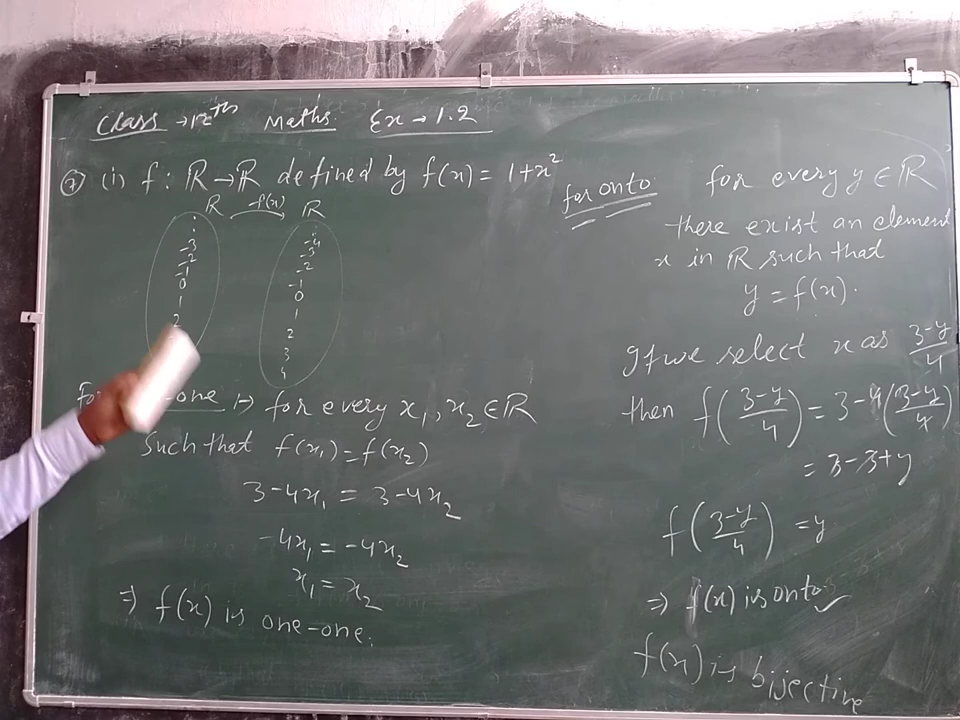 Class → 12th Maths Ex → 1.2
⑦ (i) f : ℝ → ℝ defined by f(x) = 1+x²
ℝ f(x) ℝ
-3
-2
-1
0
1
2
-4
-3
-2
-1
0
1
2
3
4
-one :-) for every x₁, x₂ ∈ ℝ
Such that f(x₁) = f(x₂)
3-4x₁ = 3-4x₂
-4x₁ = -4x₂
x₁ = x₂
⇒ f(x) is one-one.
for onto for every y ∈ ℝ
there exist an element
x in ℝ such that
y = f(x).
If we select x as (3-y)/4
then f((3-y)/4) = 3-4((3-y)/4)
= 3-3+y
f((3-y)/4) = y
⇒ f(x) is onto ✓
f(x) is bijective